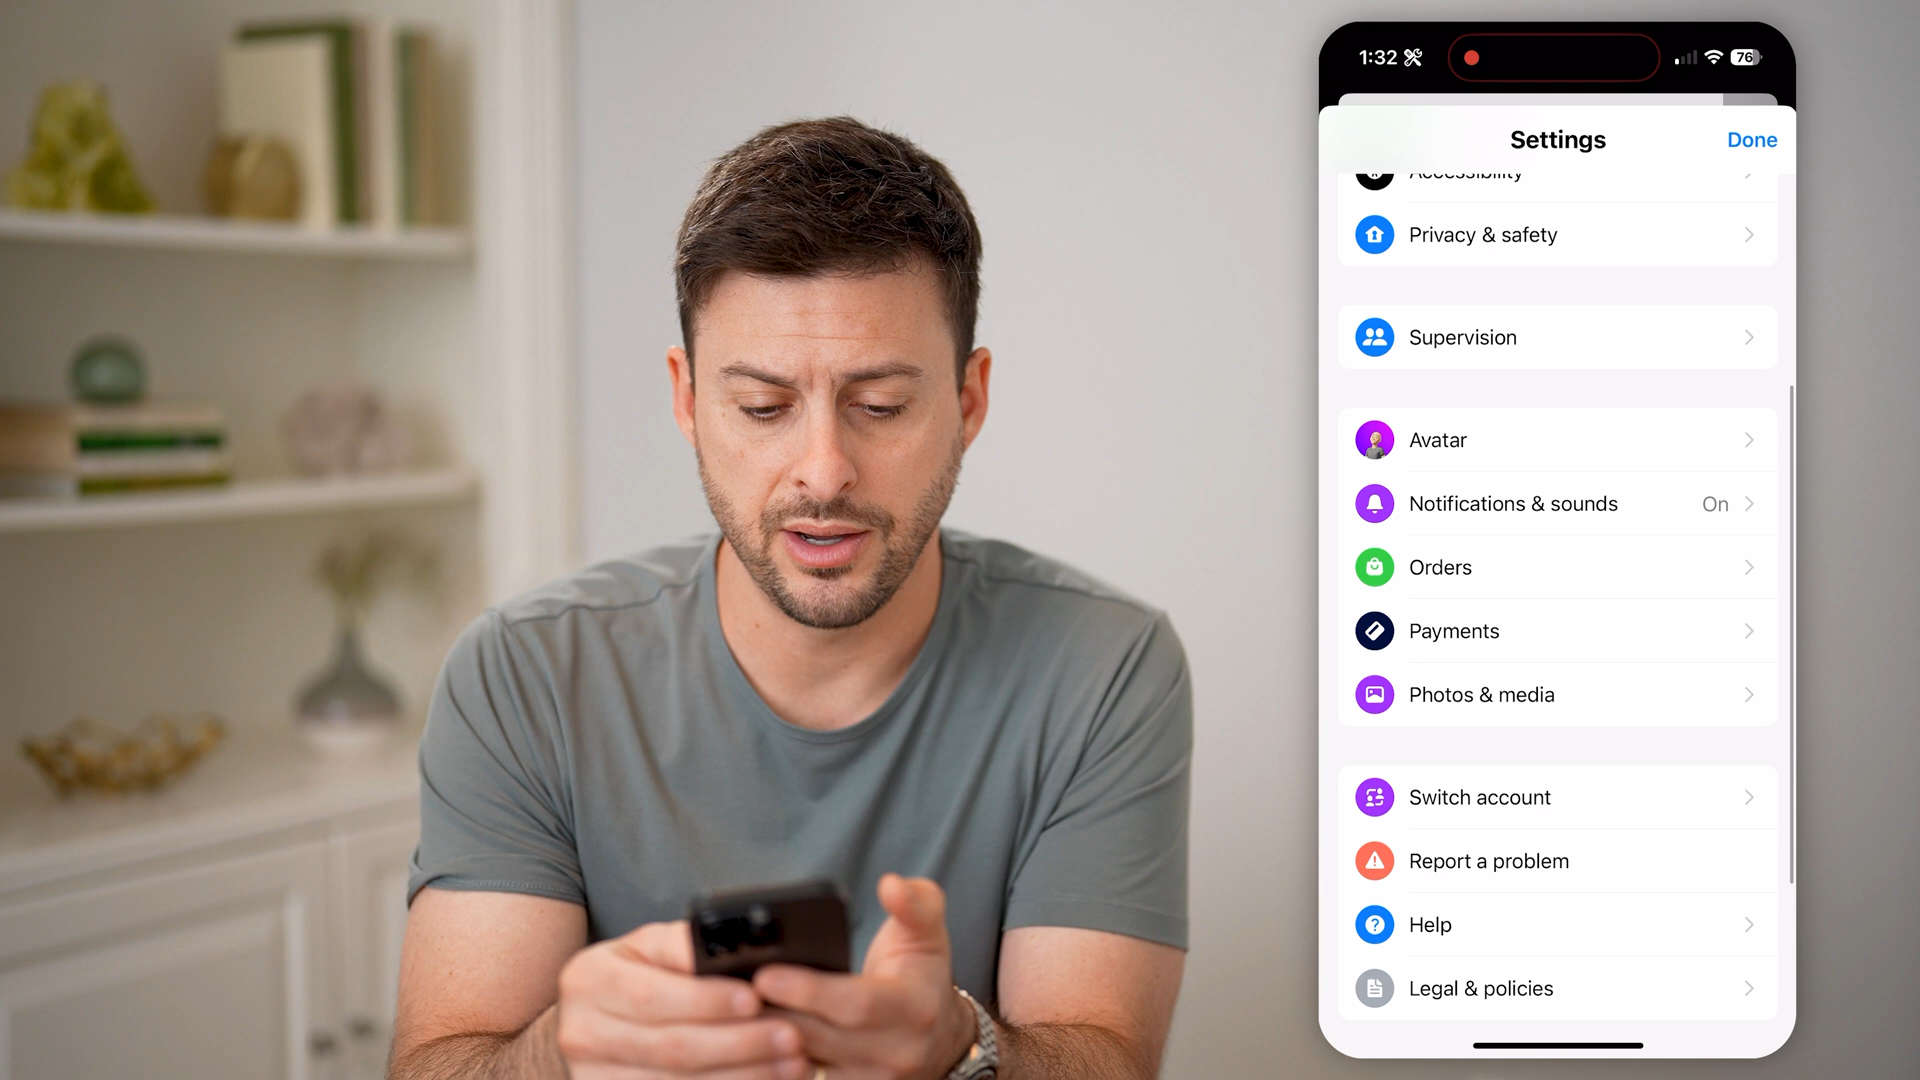 1:32
76
Settings
Done
Accessibility
Privacy & safety
Supervision
Avatar
Notifications & sounds
On
Orders
Payments
Photos & media
Switch account
Report a problem
Help
Legal & policies